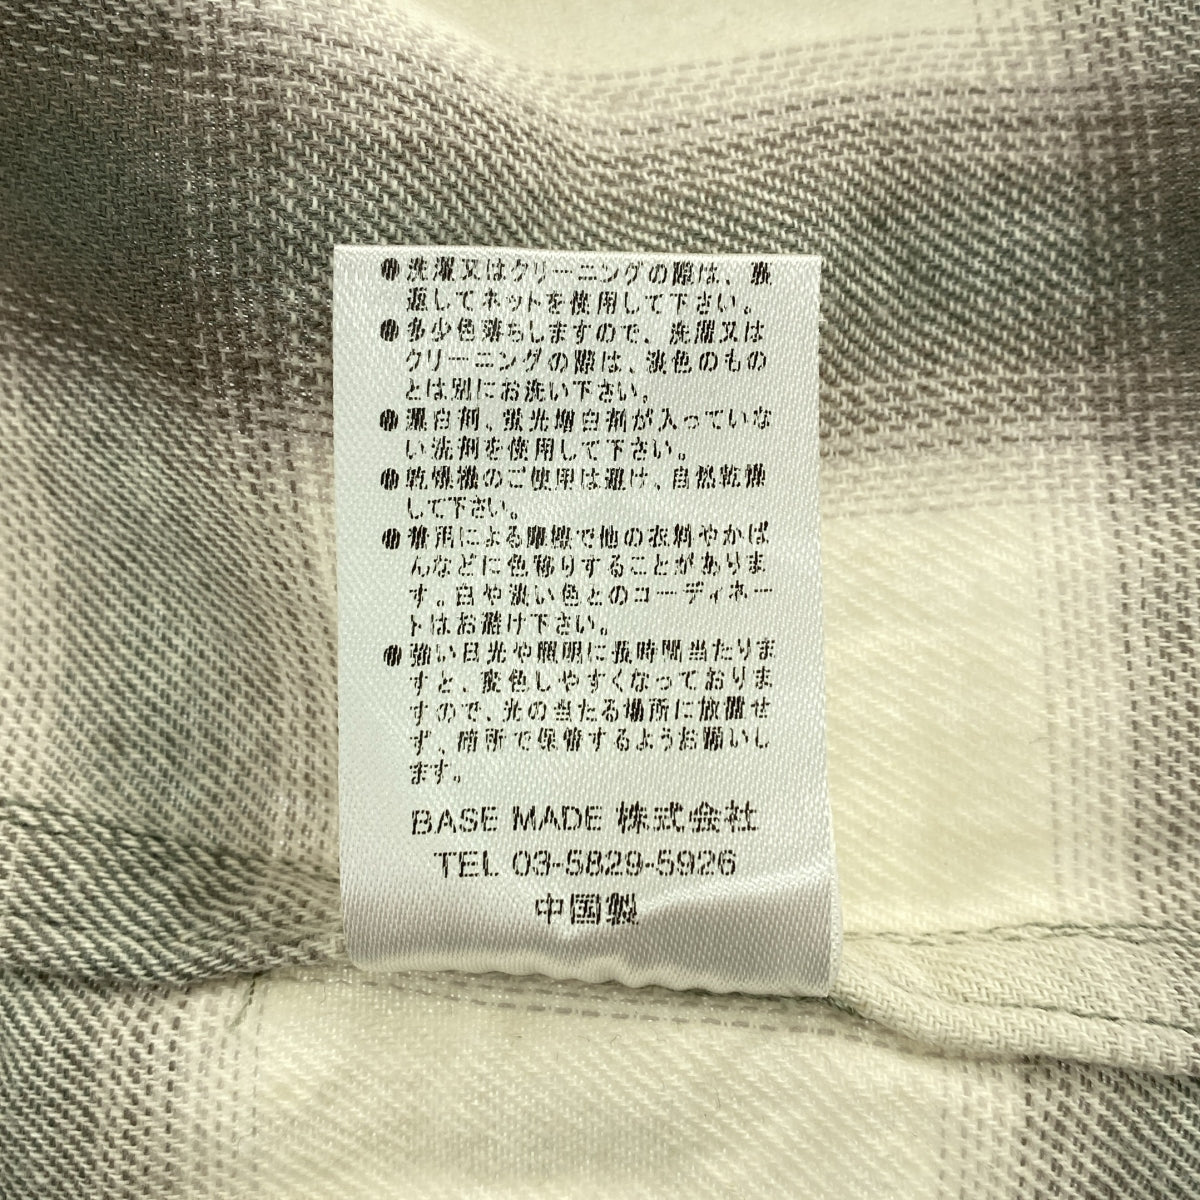 ●洗濯又はクリーニングの際は、裏
返してネットを使用して下さい。
●多少色落ちしますので、洗濯又は
クリーニングの際は、淡色のもの
とは別にお洗い下さい。
●漂白剤、蛍光増白剤が入っていな
い洗剤を使用して下さい。
●乾燥機のご使用は避け、自然乾燥
して下さい。
●着用による摩擦で他の衣料やかば
んなどに色移りすることがありま
す。白や淡い色とのコーディネー
トはお避け下さい。
●強い日光や照明に長時間当たりま
すと、変色しやすくなっておりま
すので、光の当たる場所に放置せ
ず、暗所で保管するようお願いし
ます。
BASE MADE 株式会社
TEL 03-5829-5926
中国製